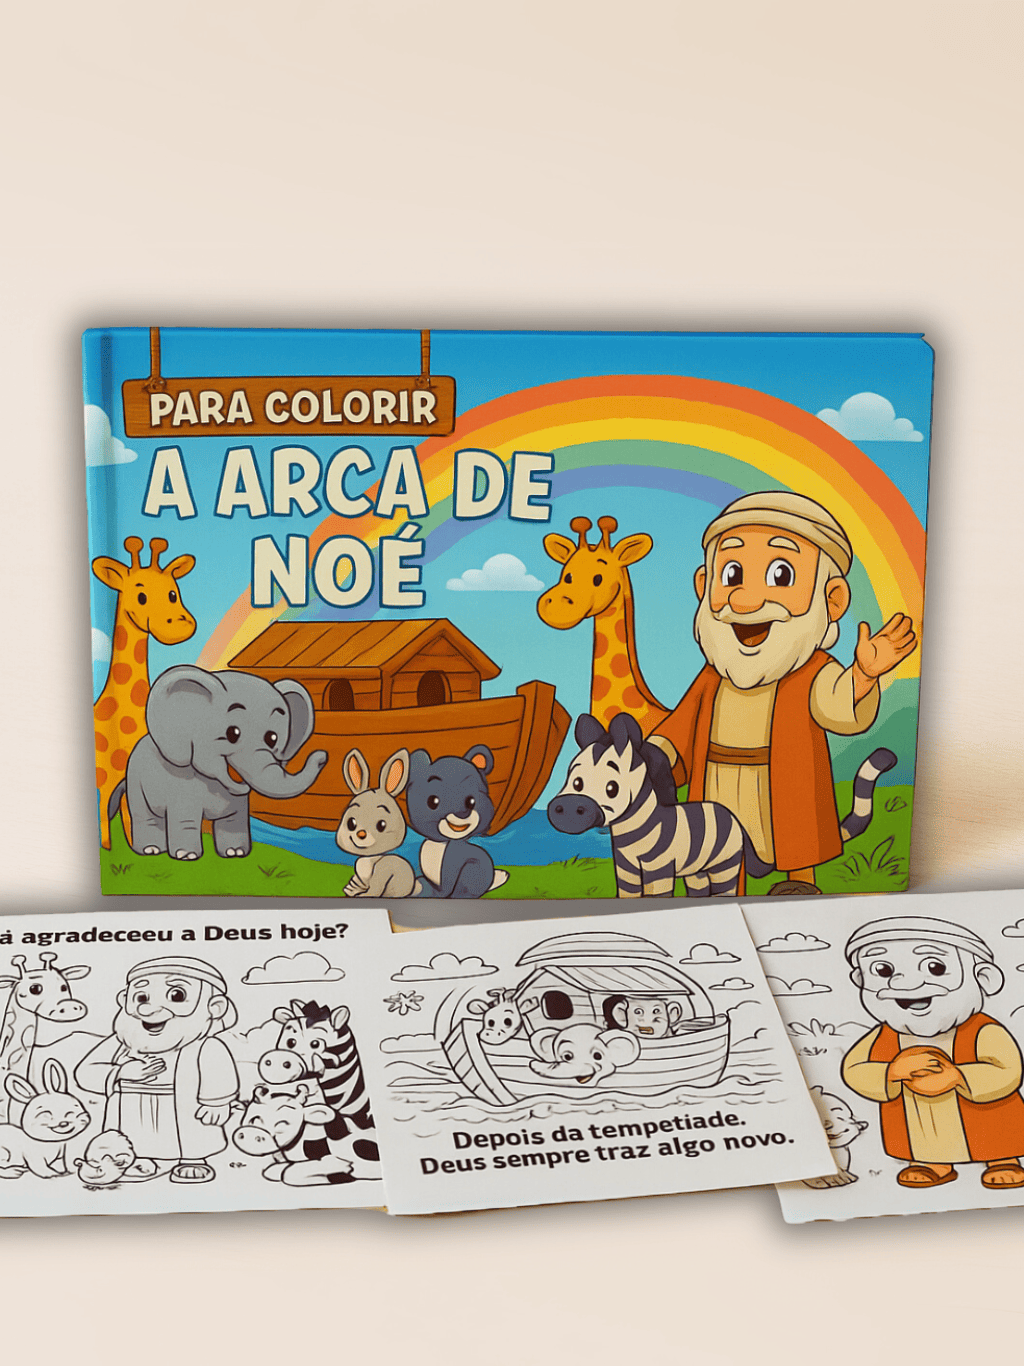 PARA COLORIR
A ARCA DE
NOÉ
á agradeceeu a Deus hoje?
Depois da tempetiade.
Deus sempre traz algo novo.